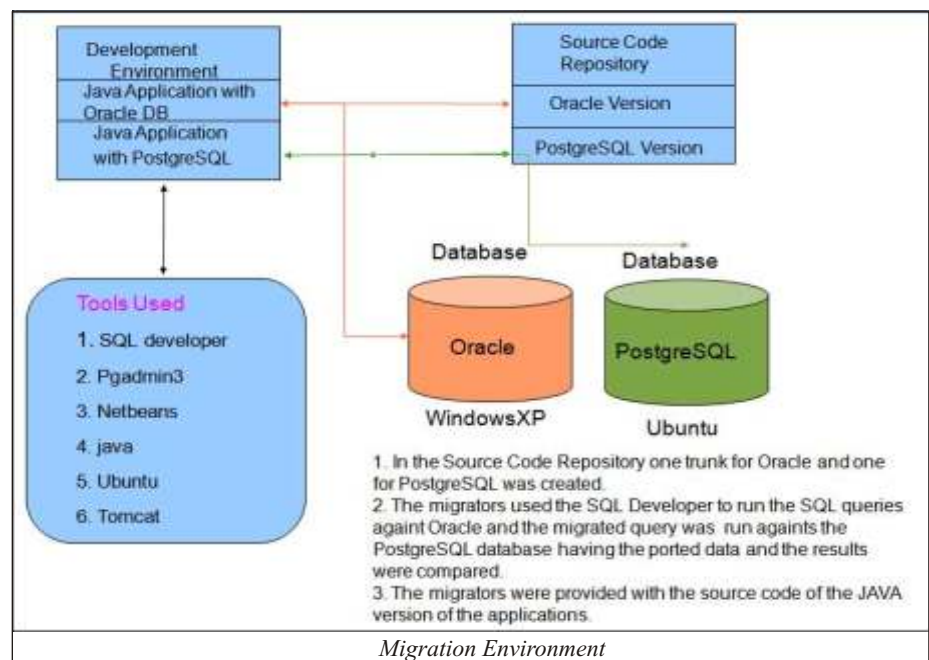 Development
Environment
Java Application with
Oracle DB
Java Application
with PostgreSQL
Source Code
Repository
Oracle Version
PostgreSQL Version
Tools Used
1. SQL developer
2. Pgadmin3
3. Netbeans
4. java
5. Ubuntu
6. Tomcat
Database
Oracle
WindowsXP
Database
PostgreSQL
Ubuntu
1. In the Source Code Repository one trunk for Oracle and one
for PostgreSQL was created.
2. The migrators used the SQL Developer to run the SQL queries
againt Oracle and the migrated query was run againts the
PostgreSQL database having the ported data and the results
were compared.
3. The migrators were provided with the source code of the JAVA
version of the applications.
Migration Environment